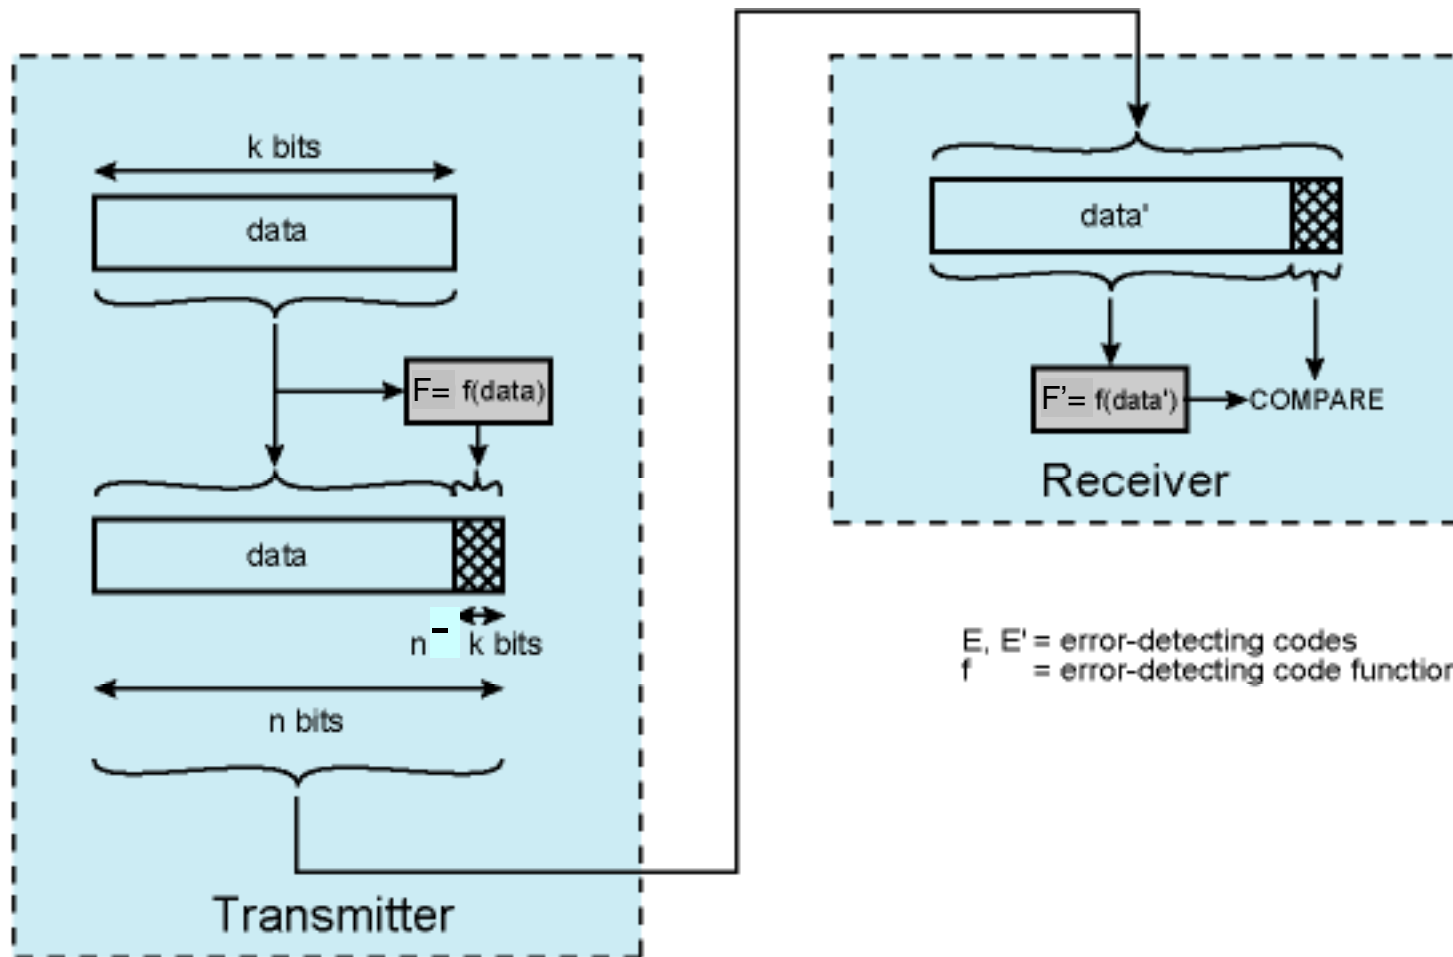 k bits
data
F= f(data)
data
n - k bits
n bits
Transmitter
data'
F’= f(data')
COMPARE
Receiver
E, E' = error-detecting codes
f = error-detecting code function